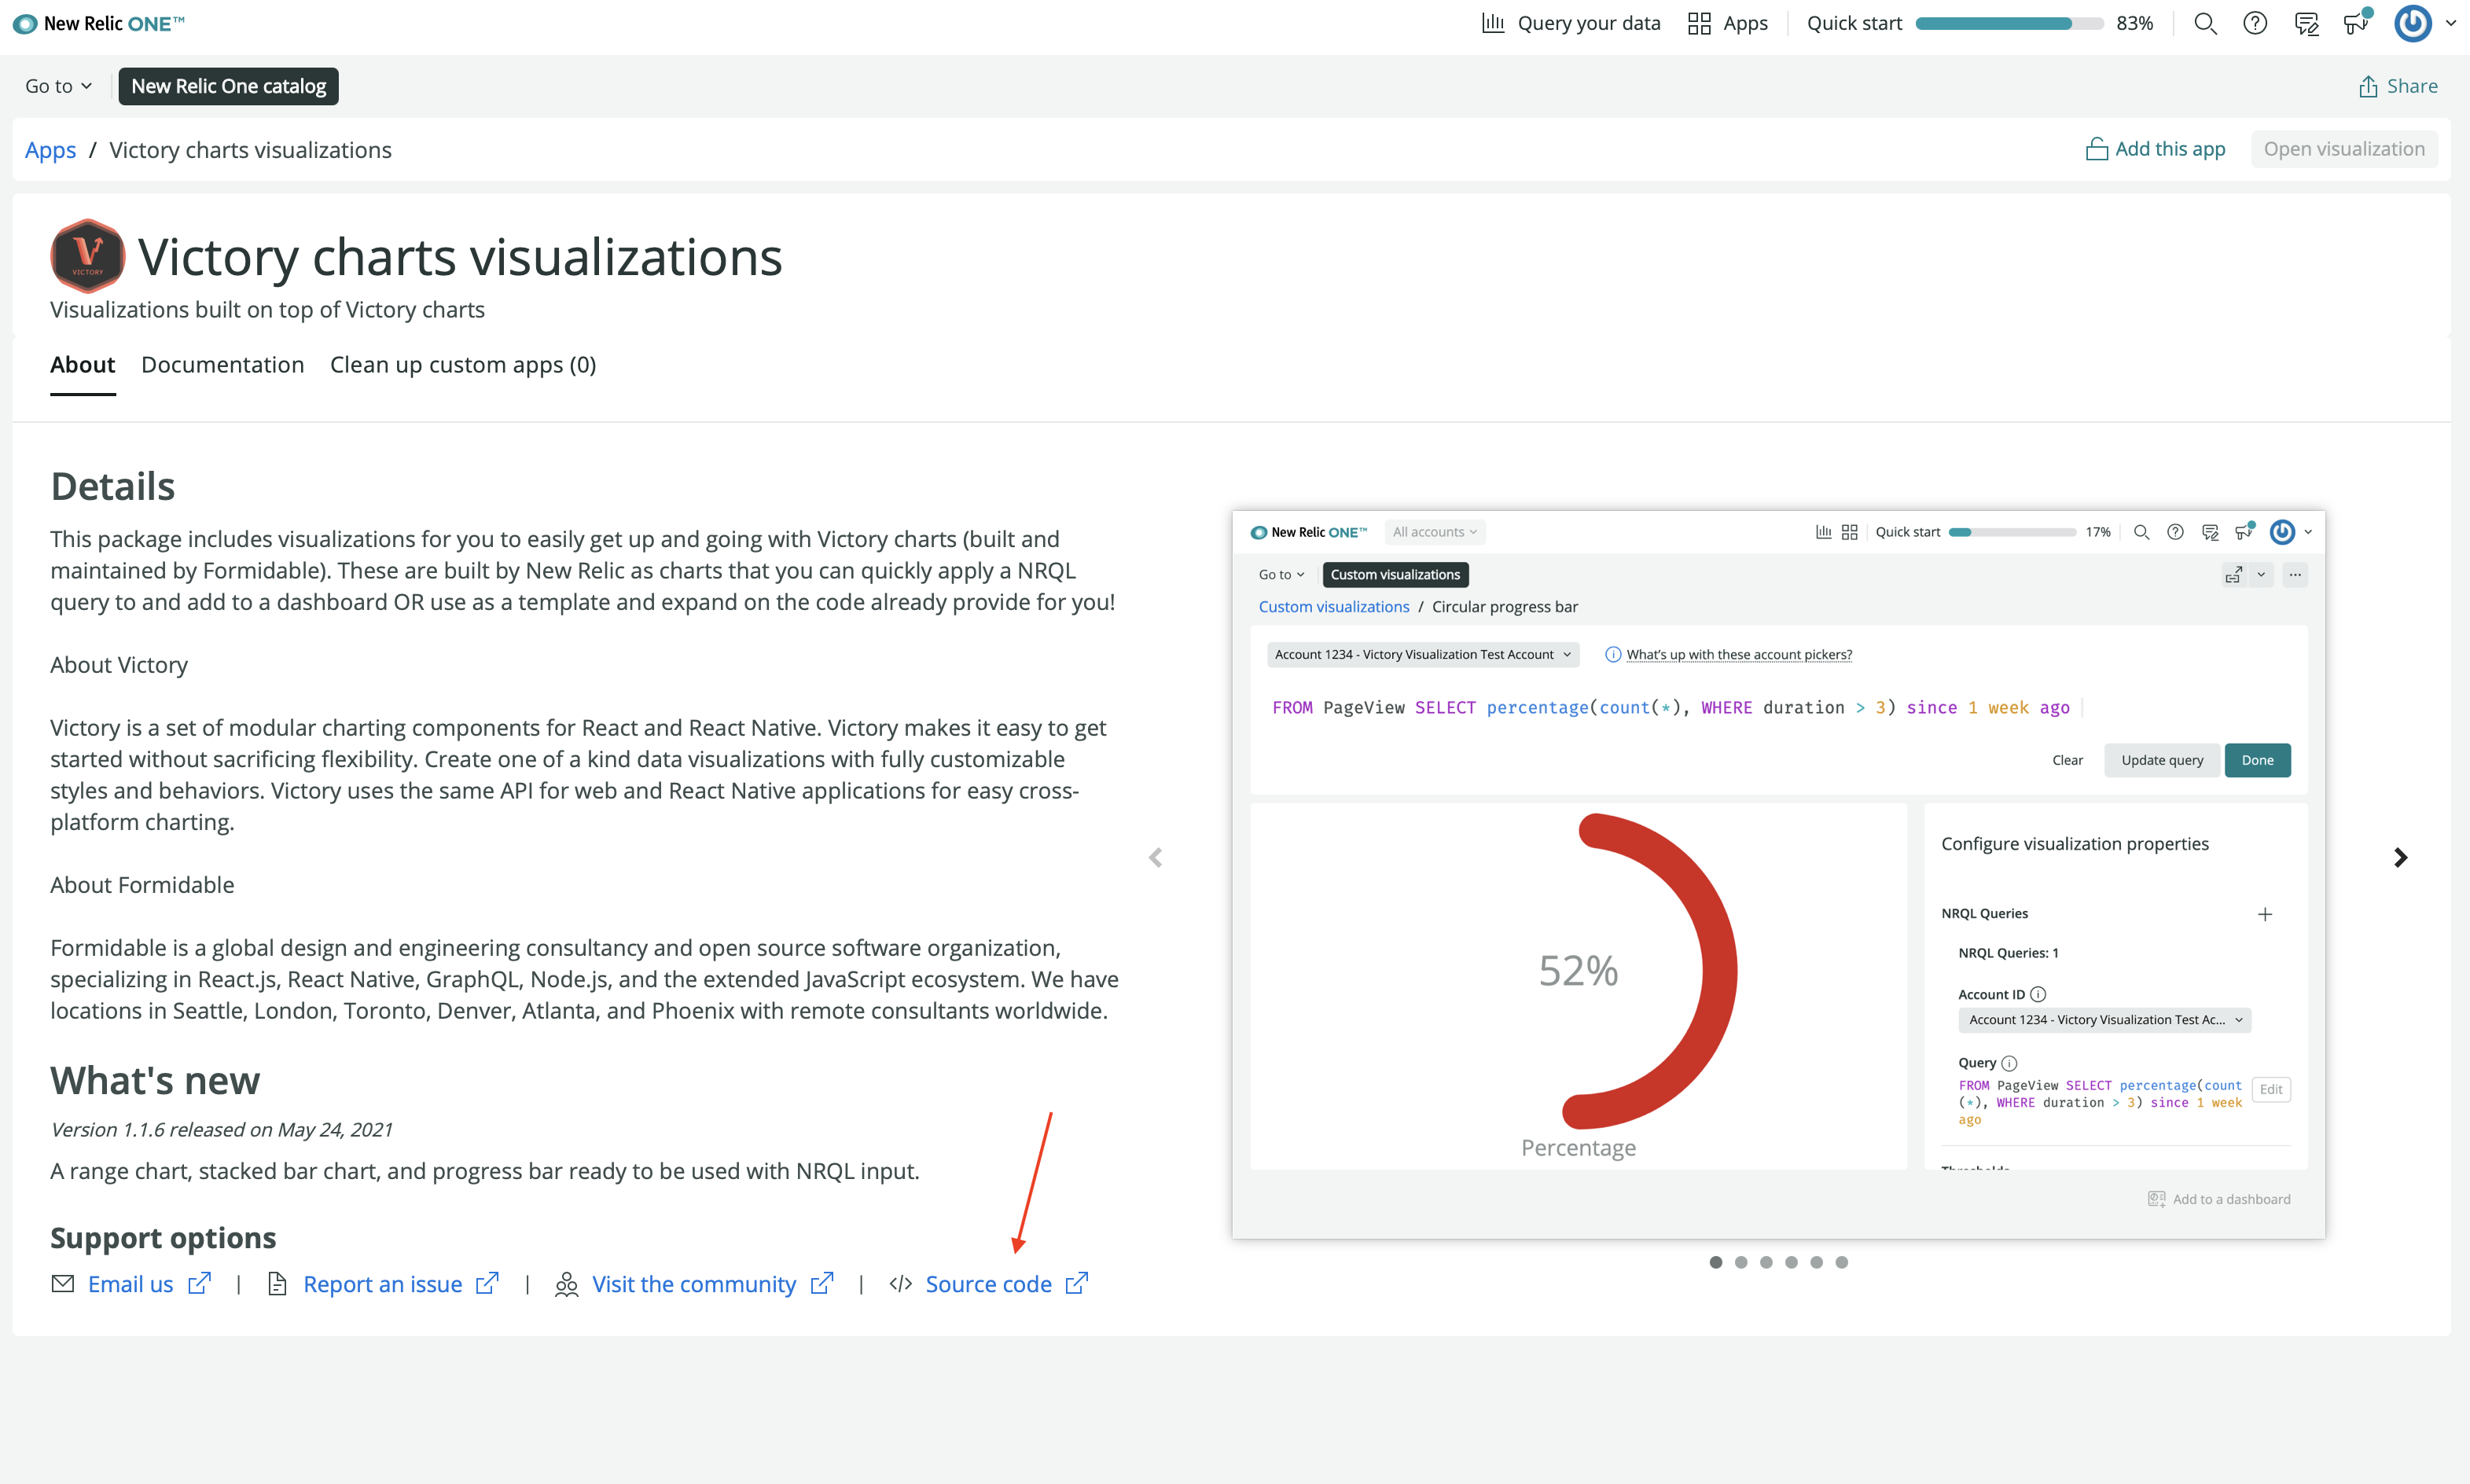 New Relic ONE™
Query your data
Apps
Quick start
83%
Go to
New Relic One catalog
Share
Apps / Victory charts visualizations
Add this app
Open visualization
VICTORY
Victory charts visualizations
Visualizations built on top of Victory charts
About
Documentation
Clean up custom apps (0)
Details
This package includes visualizations for you to easily get up and going with Victory charts (built and
maintained by Formidable). These are built by New Relic as charts that you can quickly apply a NRQL
query to and add to a dashboard OR use as a template and expand on the code already provide for you!
About Victory
Victory is a set of modular charting components for React and React Native. Victory makes it easy to get
started without sacrificing flexibility. Create one of a kind data visualizations with fully customizable
styles and behaviors. Victory uses the same API for web and React Native applications for easy cross-
platform charting.
About Formidable
Formidable is a global design and engineering consultancy and open source software organization,
specializing in React.js, React Native, GraphQL, Node.js, and the extended JavaScript ecosystem. We have
locations in Seattle, London, Toronto, Denver, Atlanta, and Phoenix with remote consultants worldwide.
What's new
Version 1.1.6 released on May 24, 2021
A range chart, stacked bar chart, and progress bar ready to be used with NRQL input.
Support options
Email us | Report an issue | Visit the community | </> Source code
New Relic ONE™
All accounts
Quick start
17%
Go to
Custom visualizations
Custom visualizations / Circular progress bar
Account 1234 - Victory Visualization Test Account
What's up with these account pickers?
FROM PageView SELECT percentage(count(*), WHERE duration > 3) since 1 week ago
Clear
Update query
Done
52%
Percentage
Configure visualization properties
NRQL Queries
NRQL Queries: 1
Account ID
Account 1234 - Victory Visualization Test Ac...
Query
FROM PageView SELECT percentage(count
(*), WHERE duration > 3) since 1 week
ago
Edit
Thresholds
Add to a dashboard